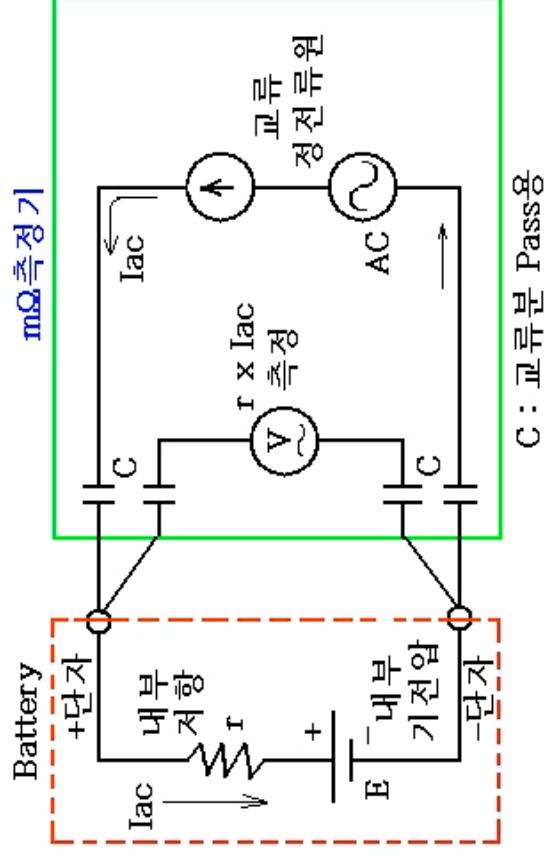 Battery
mΩ측정기
+단자
C
Iac
Iac
내부
저항
r
r x Iac
측정
V
교류
정전류원
+
E
−
내부
기전압
C
AC
−단자
C : 교류분 Pass용